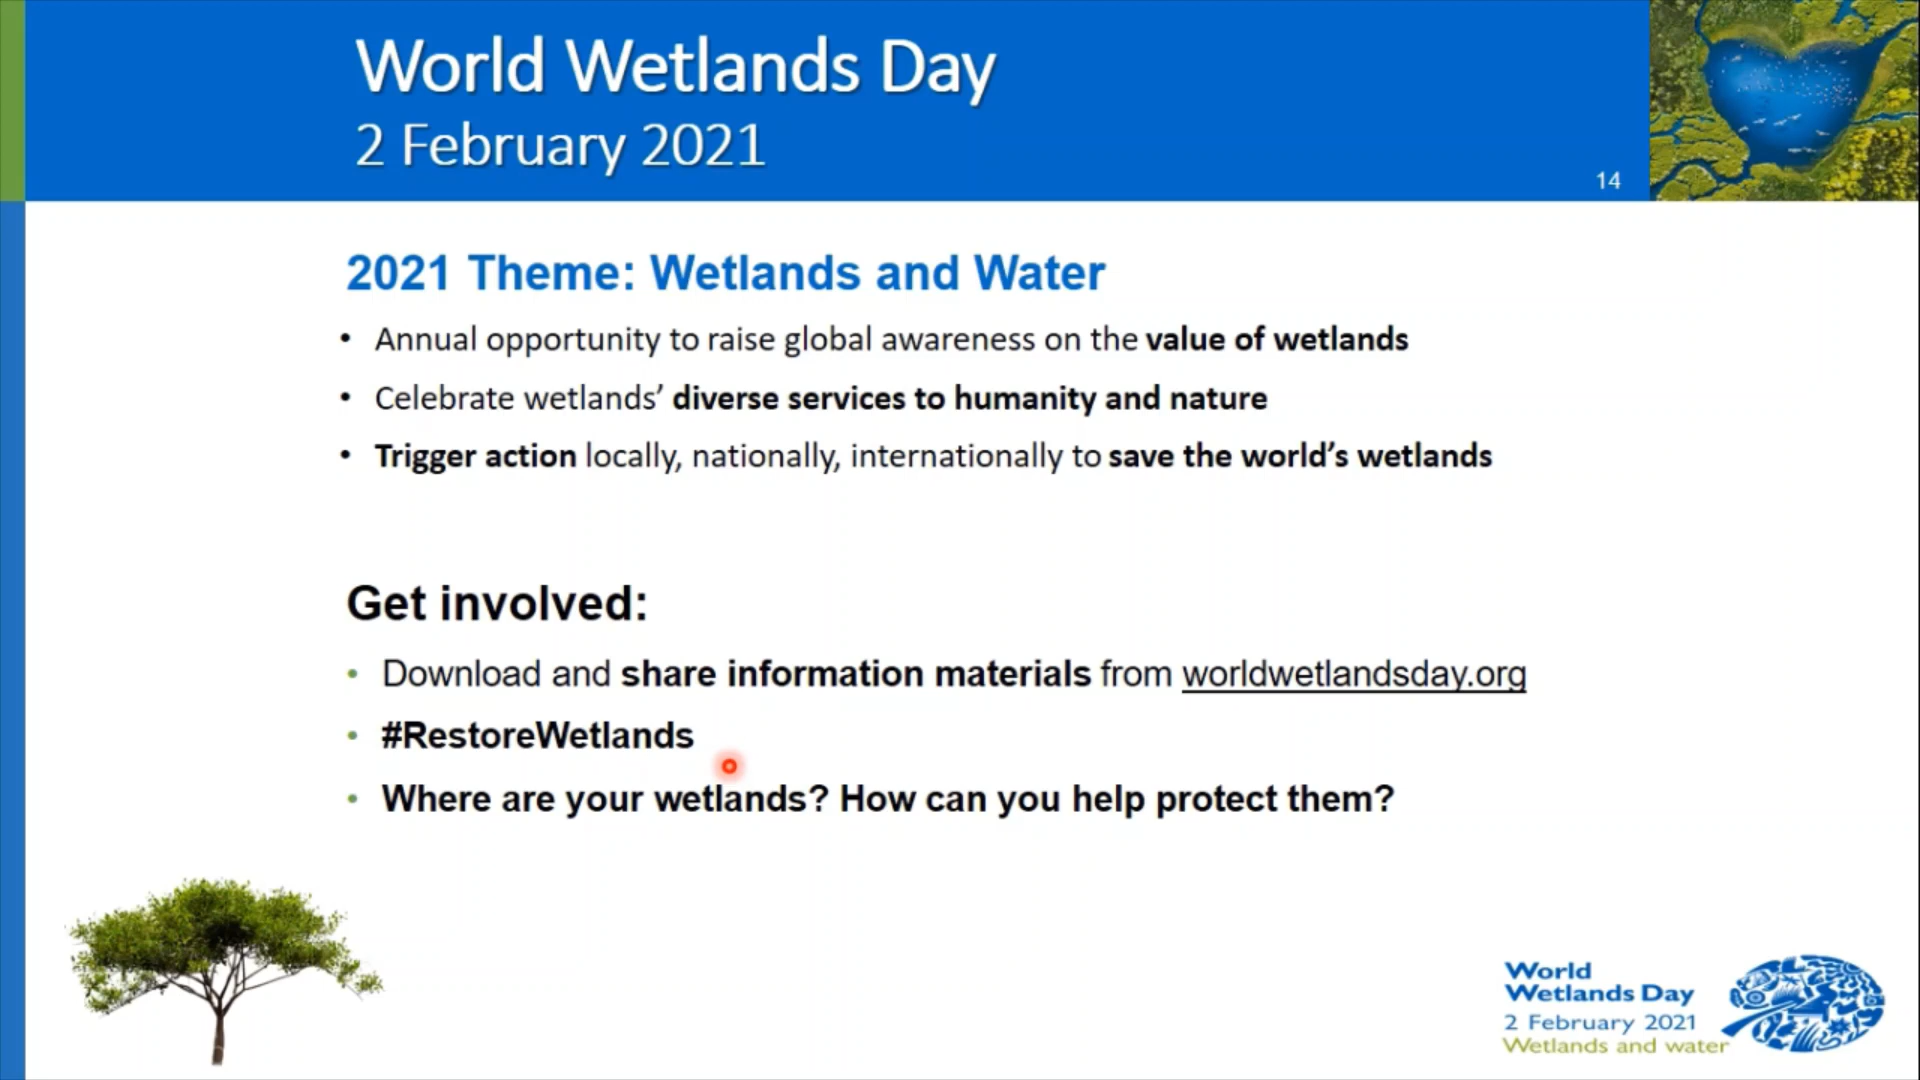 World Wetlands Day
2 February 2021
14
2021 Theme: Wetlands and Water
• Annual opportunity to raise global awareness on the value of wetlands
• Celebrate wetlands’ diverse services to humanity and nature
• Trigger action locally, nationally, internationally to save the world’s wetlands
Get involved:
• Download and share information materials from worldwetlandsday.org
• #RestoreWetlands
• Where are your wetlands? How can you help protect them?
World
Wetlands Day
2 February 2021
Wetlands and water